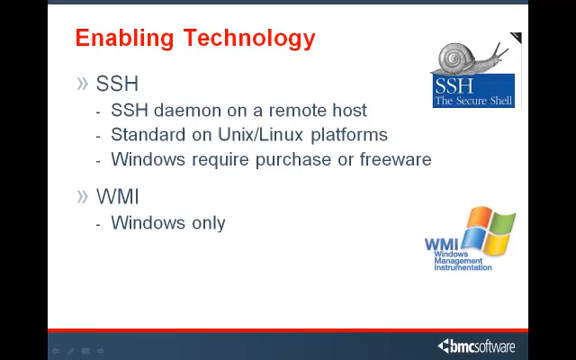 Enabling Technology
» SSH
- SSH daemon on a remote host
- Standard on Unix/Linux platforms
- Windows require purchase or freeware
» WMI
- Windows only
SSH
The Secure Shell
WMI
Windows
Management
Instrumentation
bmcsoftware